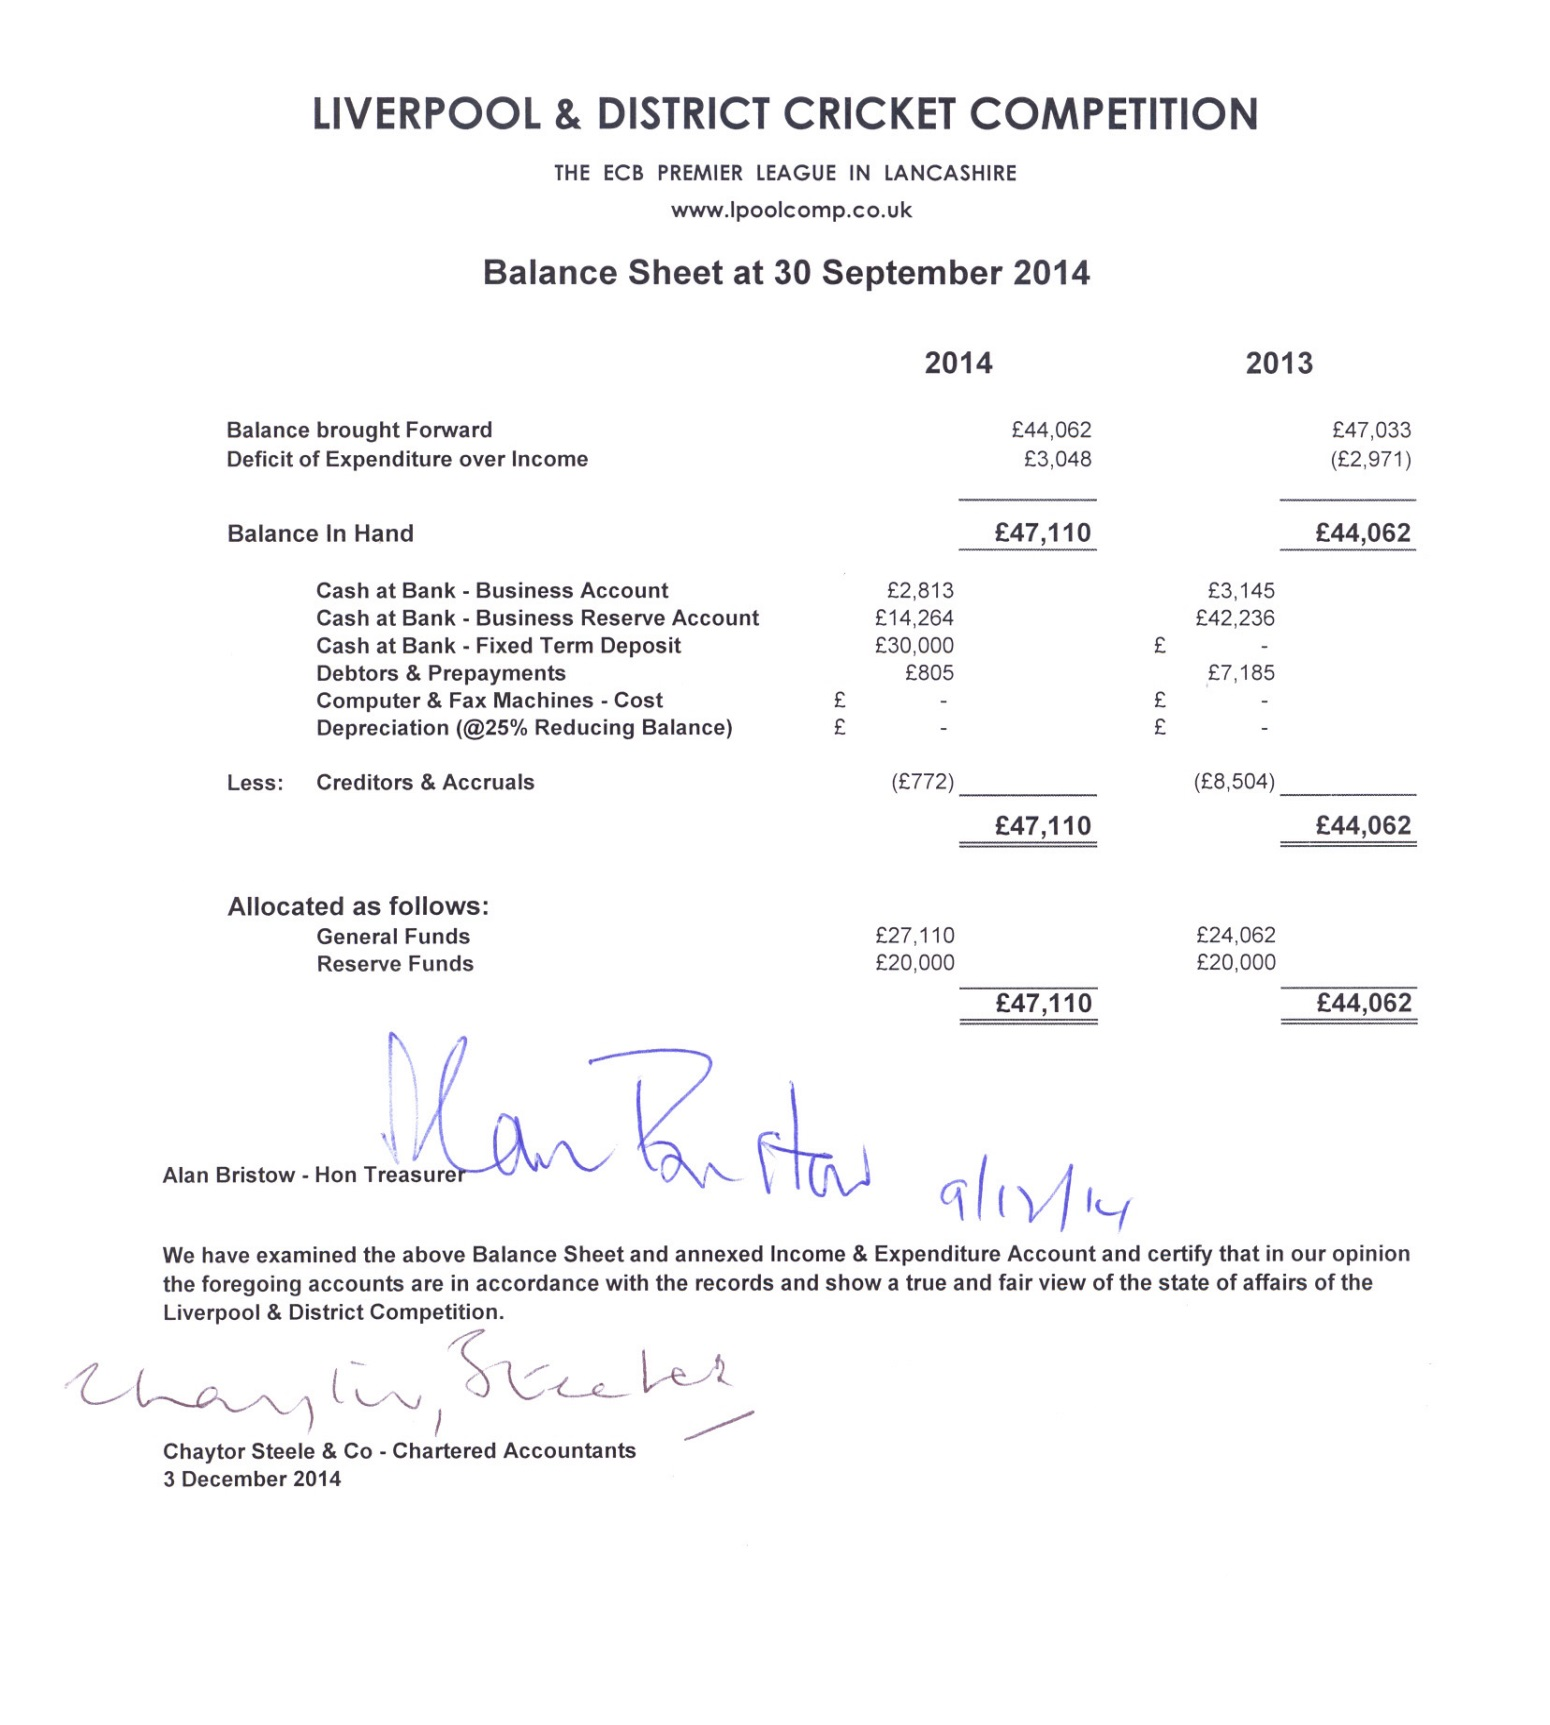 LIVERPOOL & DISTRICT CRICKET COMPETITION
THE ECB PREMIER LEAGUE IN LANCASHIRE
www.lpoolcomp.co.uk
Balance Sheet at 30 September 2014
2014 2013
Balance brought Forward £44,062 £47,033
Deficit of Expenditure over Income £3,048 (£2,971)
Balance In Hand £47,110 £44,062
Cash at Bank - Business Account £2,813 £3,145
Cash at Bank - Business Reserve Account £14,264 £42,236
Cash at Bank - Fixed Term Deposit £30,000 £ -
Debtors & Prepayments £805 £7,185
Computer & Fax Machines - Cost £ - £ -
Depreciation (@25% Reducing Balance) £ - £ -
Less: Creditors & Accruals (£772) (£8,504)
£47,110 £44,062
Allocated as follows:
General Funds £27,110 £24,062
Reserve Funds £20,000 £20,000
£47,110 £44,062
Alan Bristow
Alan Bristow - Hon Treasurer 9/12/14
We have examined the above Balance Sheet and annexed Income & Expenditure Account and certify that in our opinion
the foregoing accounts are in accordance with the records and show a true and fair view of the state of affairs of the
Liverpool & District Competition.
Chaytor, Steele & Co
Chaytor Steele & Co - Chartered Accountants
3 December 2014